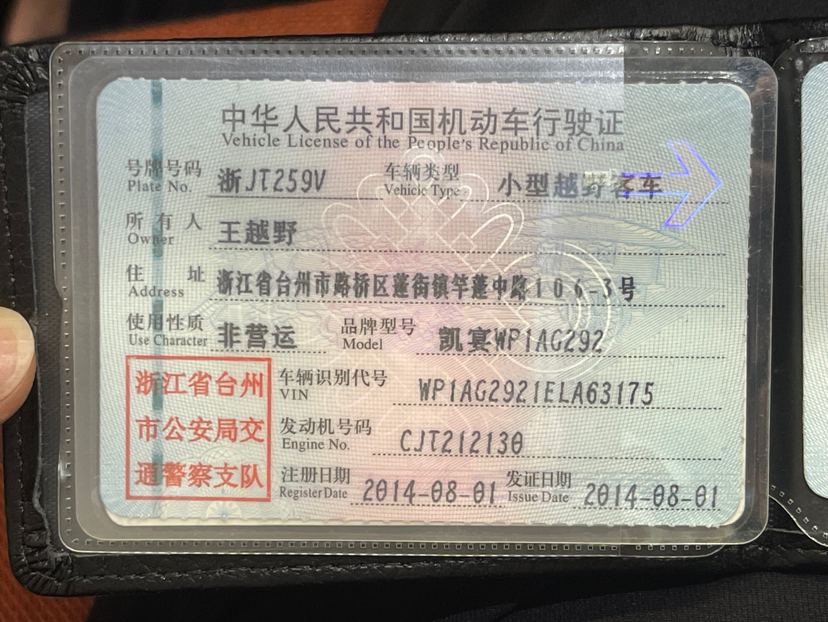 中华人民共和国机动车行驶证
Vehicle License of the People's Republic of China
号牌号码 浙JT259V 车辆类型 小型越野客车
Plate No. Vehicle Type
所有人 王越野
Owner
住址 浙江省台州市路桥区蓬街镇竿蓬中路106-3号
Address
使用性质 非营运 品牌型号 凯宴WP1AG292
Use Character Model
浙江省台州
市公安局交
通警察支队
车辆识别代号 WP1AG2921ELA63175
VIN
发动机号码 CJT212130
Engine No.
注册日期 2014-08-01 发证日期 2014-08-01
Register Date Issue Date